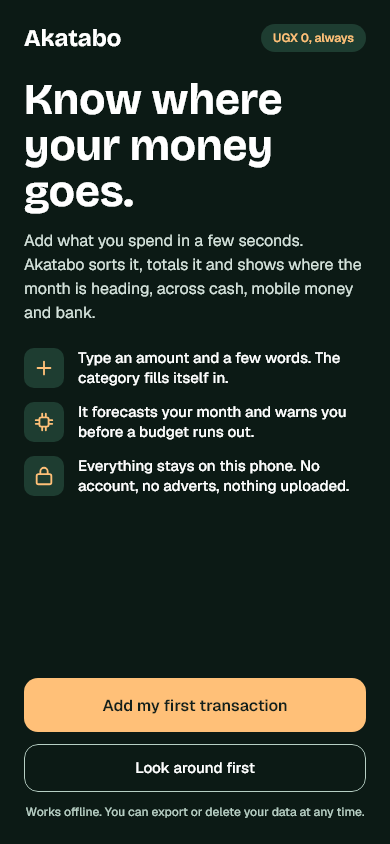 Akatabo
UGX 0, always
Know where
your money
goes.
Add what you spend in a few seconds.
Akatabo sorts it, totals it and shows where the
month is heading, across cash, mobile money
and bank.
Type an amount and a few words. The
category fills itself in.
It forecasts your month and warns you
before a budget runs out.
Everything stays on this phone. No
account, no adverts, nothing uploaded.
Add my first transaction
Look around first
Works offline. You can export or delete your data at any time.